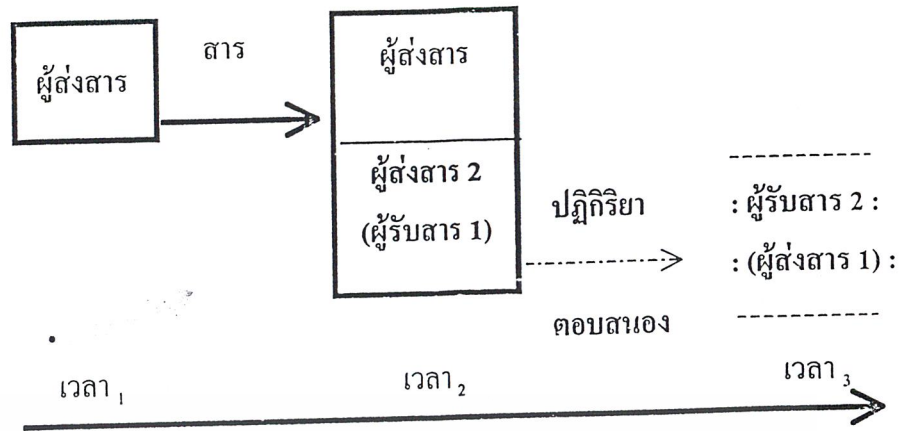 ผู้ส่งสาร
สาร
ผู้ส่งสาร
ผู้ส่งสาร 2
(ผู้รับสาร 1)
ปฏิกิริยา
ตอบสนอง
: ผู้รับสาร 2 :
: (ผู้ส่งสาร 1) :
เวลา 1
เวลา 2
เวลา 3